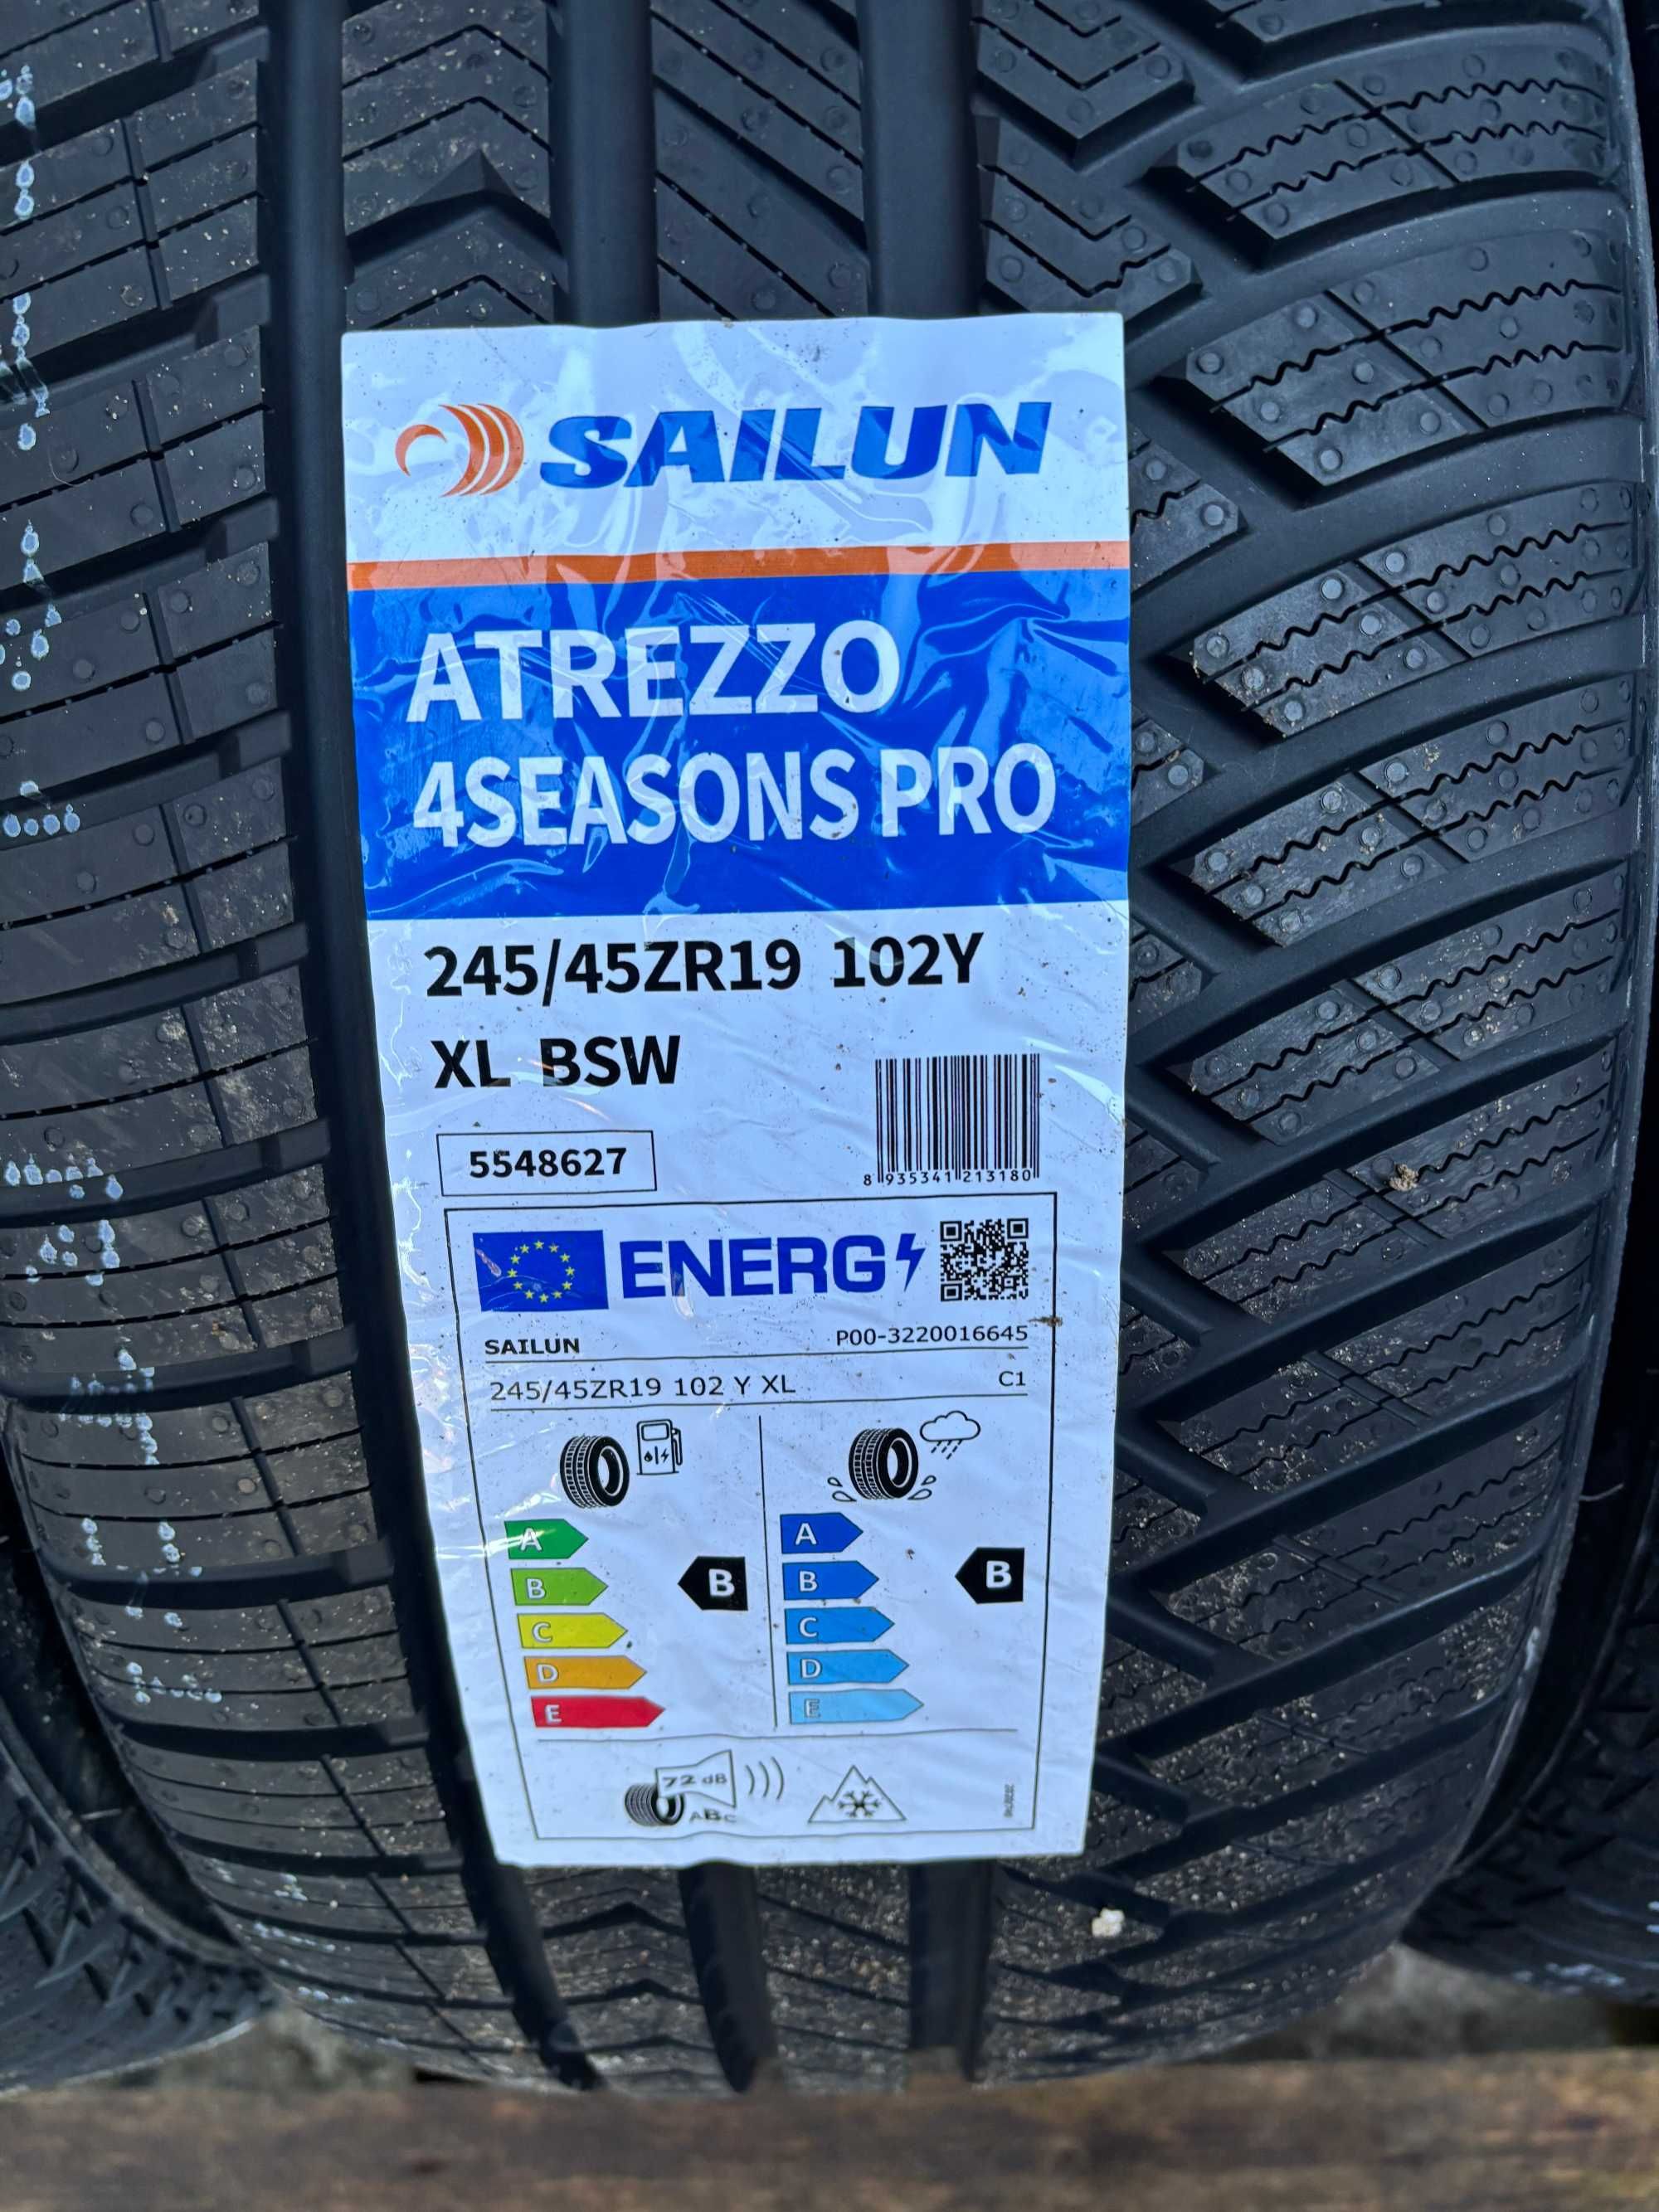 SAILUN
ATREZZO
4SEASONS PRO
245/45ZR19 102Y
XL BSW
5548627
8 935341 213180
ENERG
SAILUN P00-3220016645
245/45ZR19 102 Y XL C1
A A
B B B B
C C
D D
E E
72 dB
ABC